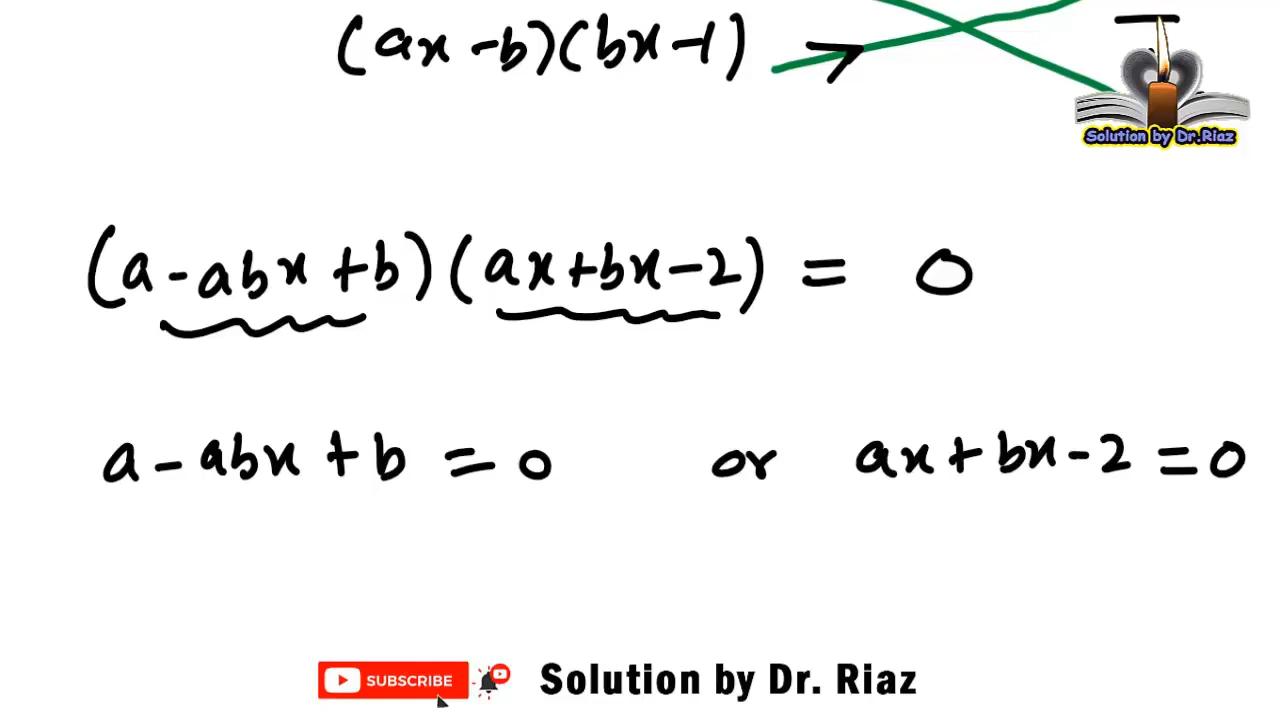 (ax - b)(bx - 1)
Solution by Dr.Riaz
(a - abx + b)(ax + bx - 2) = 0
a - abx + b = 0 or ax + bx - 2 = 0
SUBSCRIBE Solution by Dr. Riaz